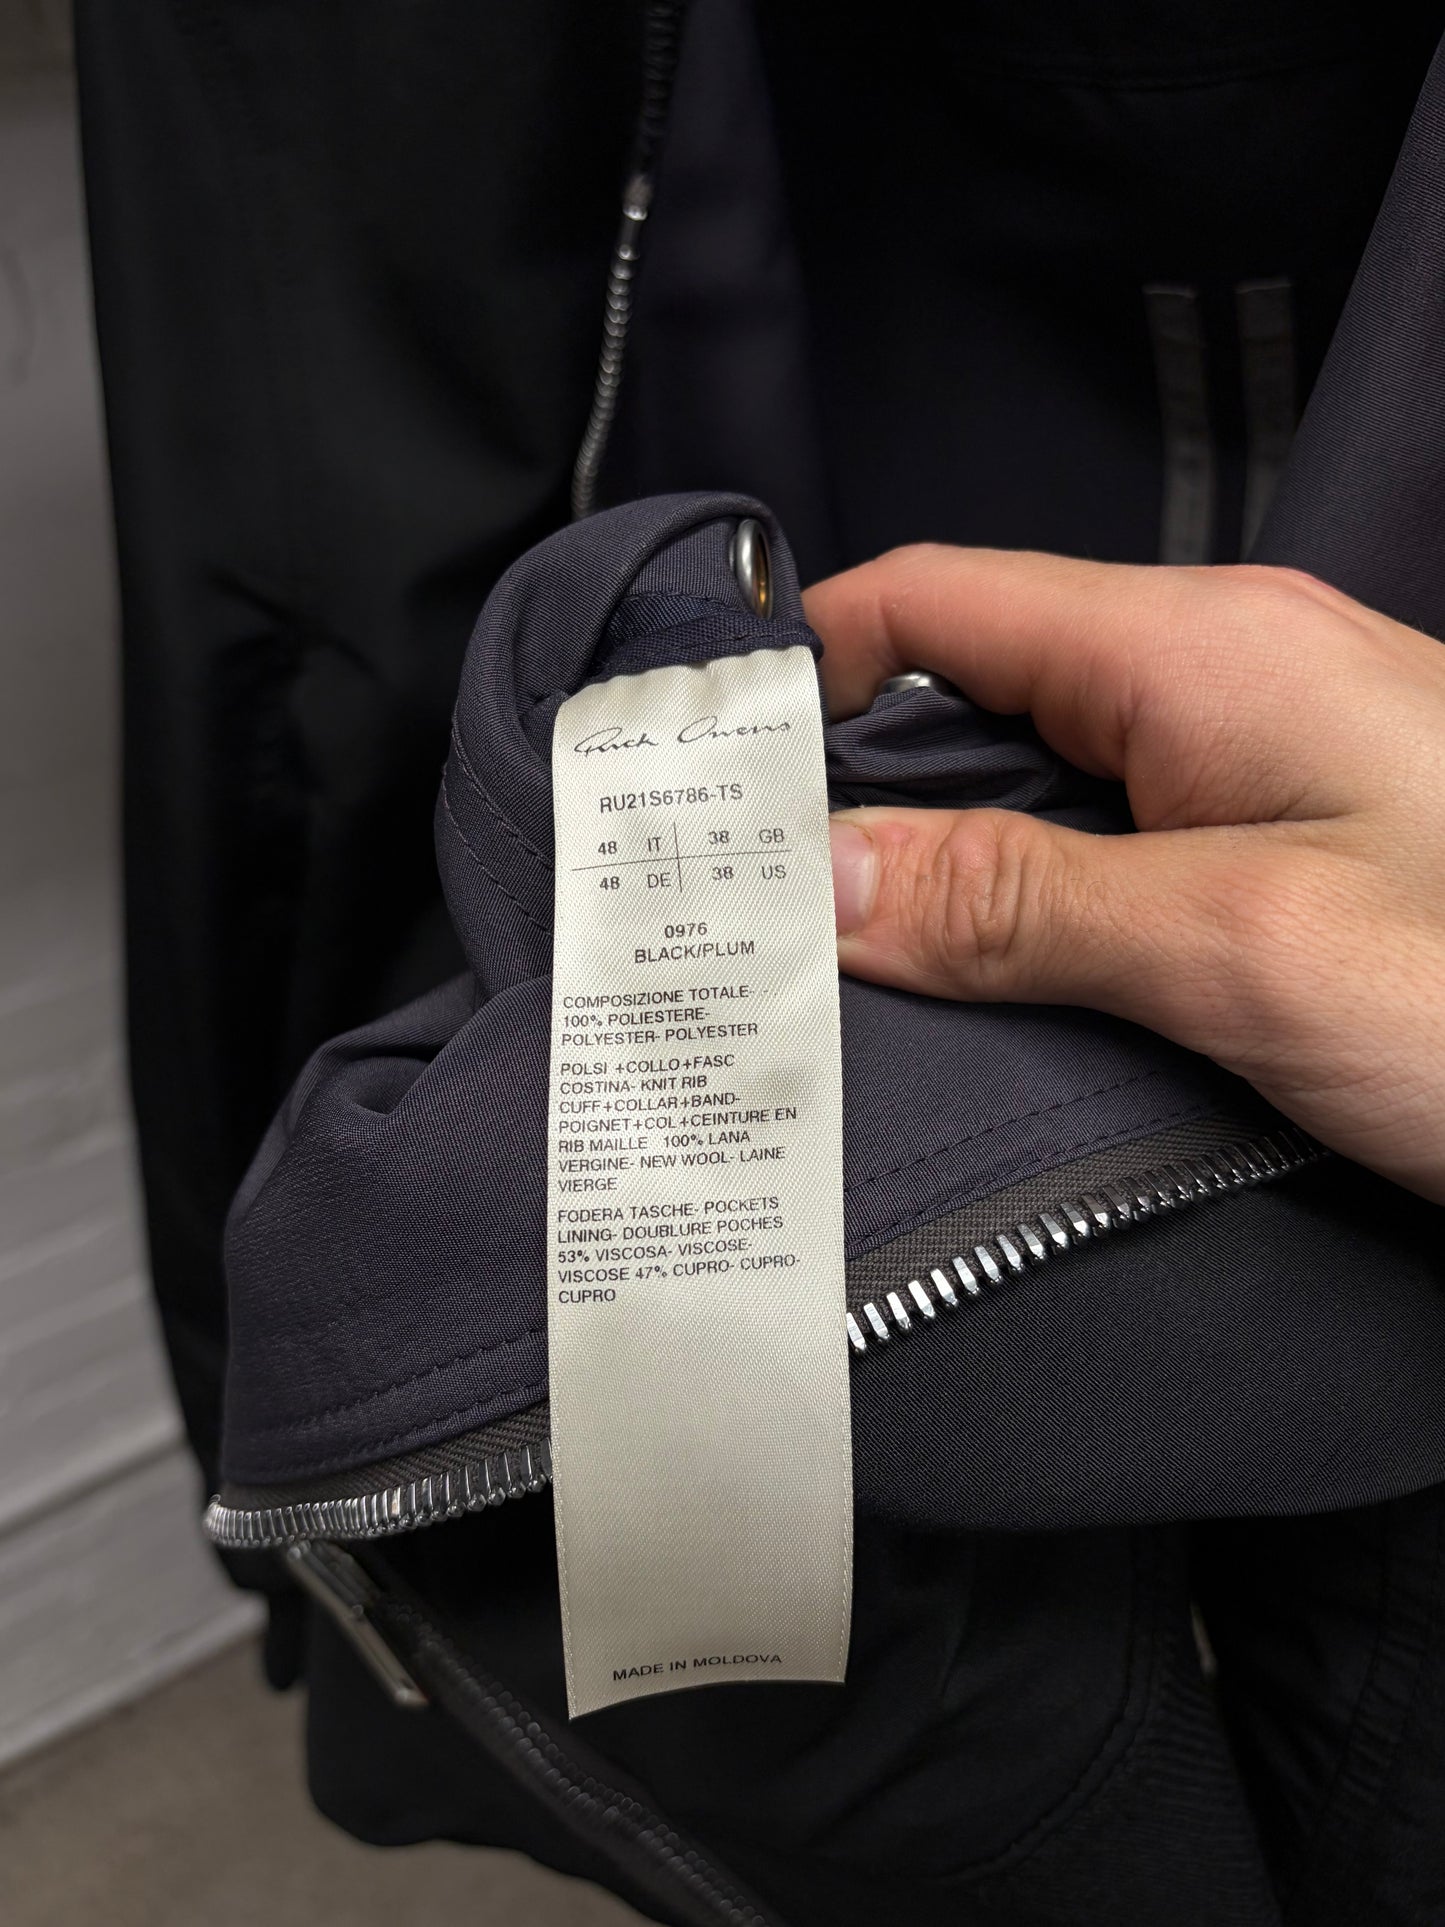 Rick Owens
RU21S6786-TS
48 IT 38 GB
48 DE 38 US
0976
BLACK/PLUM
COMPOSIZIONE TOTALE-
100% POLIESTERE-
POLYESTER- POLYESTER
POLSI +COLLO+FASC
COSTINA- KNIT RIB
CUFF+COLLAR+BAND-
POIGNET+COL+CEINTURE EN
RIB MAILLE 100% LANA
VERGINE- NEW WOOL- LAINE
VIERGE
FODERA TASCHE- POCKETS
LINING- DOUBLURE POCHES
53% VISCOSA- VISCOSE-
VISCOSE 47% CUPRO- CUPRO-
CUPRO
MADE IN MOLDOVA